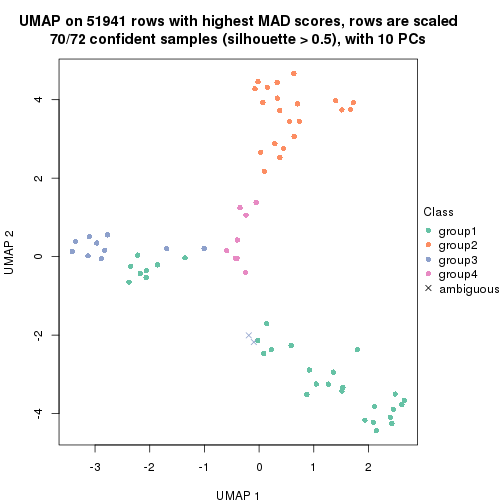 UMAP on 51941 rows with highest MAD scores, rows are scaled
70/72 confident samples (silhouette > 0.5), with 10 PCs
4
2
0
-2
-4
UMAP 2
-3
-2
-1
0
1
2
UMAP 1
Class
group1
group2
group3
group4
ambiguous